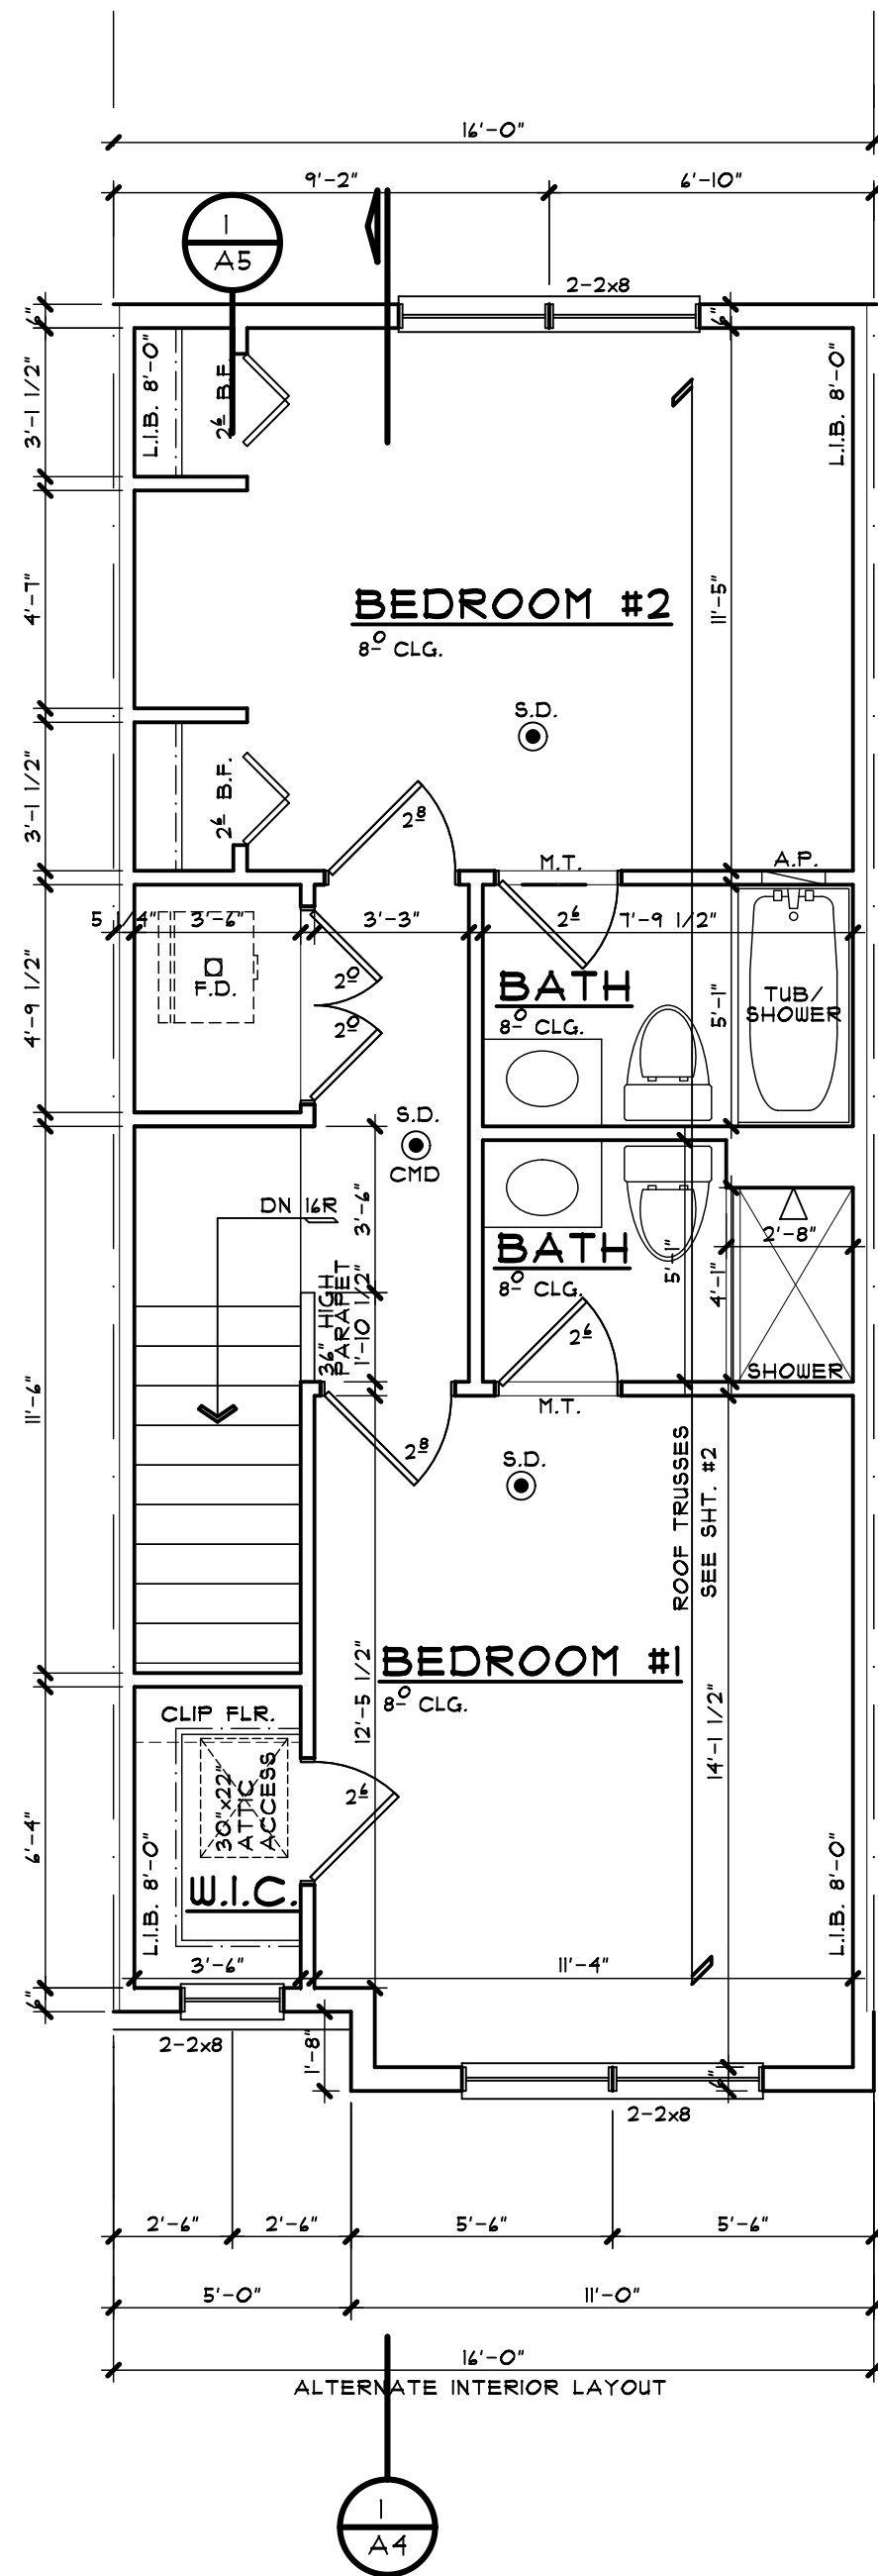 16'-0"
9'-2"
6'-10"
1
A5
2-2x8
6"
6"
3'-1 1/2"
L.I.B. 8'-0"
2⁶ B.F.
L.I.B. 8'-0"
4'-7"
BEDROOM #2
8⁰ CLG.
11'-5"
S.D.
3'-1 1/2"
2⁶ B.F.
2⁸
M.T.
A.P.
5 1/4"
3'-6"
3'-3"
2⁶
7'-9 1/2"
4'-9 1/2"
F.D.
2⁰
2⁰
BATH
8⁰ CLG.
5'-1"
TUB/
SHOWER
S.D.
CMD
DN 16R
3'-6"
BATH
8⁰ CLG.
5'-1"
2'-8"
4'-1"
36" HIGH
PARAPET
1'-10 1/2"
2⁶
SHOWER
M.T.
11'-6"
2⁸
S.D.
ROOF TRUSSES
SEE SHT. #2
12'-5 1/2"
BEDROOM #1
8⁰ CLG.
14'-1 1/2"
CLIP FLR.
30"x22"
ATTIC
ACCESS
2⁶
6'-4"
L.I.B. 8'-0"
W.I.C.
L.I.B. 8'-0"
3'-6"
11'-4"
6"
2-2x8
1'-8"
6"
2-2x8
2'-6"
2'-6"
5'-6"
5'-6"
5'-0"
11'-0"
16'-0"
ALTERNATE INTERIOR LAYOUT
1
A4